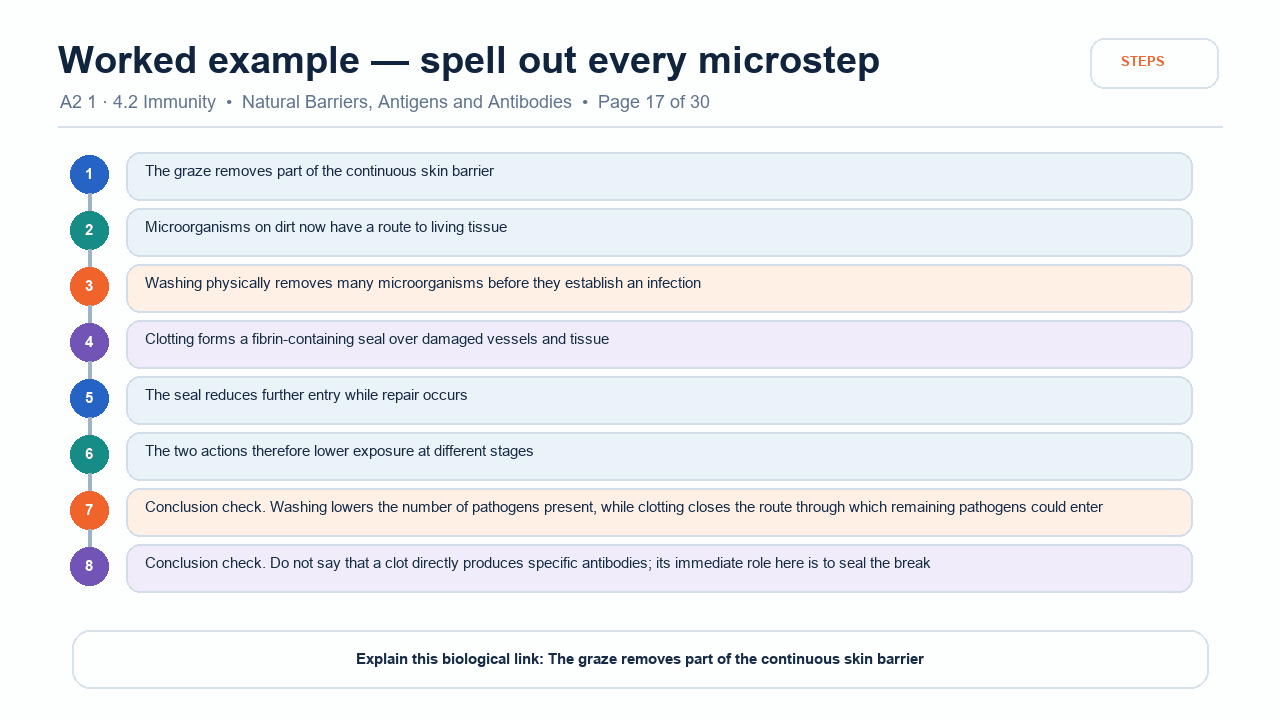 Worked example — spell out every microstep
STEPS
A2 1 · 4.2 Immunity • Natural Barriers, Antigens and Antibodies • Page 17 of 30
1
The graze removes part of the continuous skin barrier
2
Microorganisms on dirt now have a route to living tissue
3
Washing physically removes many microorganisms before they establish an infection
4
Clotting forms a fibrin-containing seal over damaged vessels and tissue
5
The seal reduces further entry while repair occurs
6
The two actions therefore lower exposure at different stages
7
Conclusion check. Washing lowers the number of pathogens present, while clotting closes the route through which remaining pathogens could enter
8
Conclusion check. Do not say that a clot directly produces specific antibodies; its immediate role here is to seal the break
Explain this biological link: The graze removes part of the continuous skin barrier